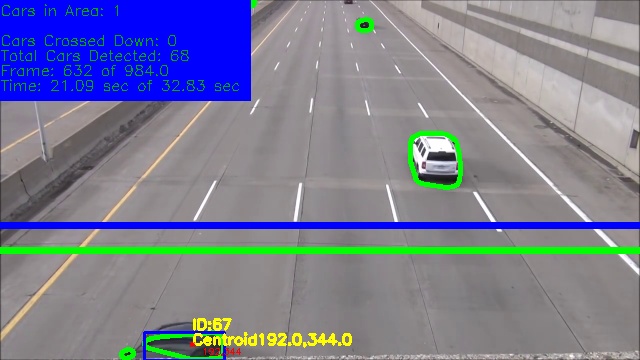 Cars in Area: 1
Cars Crossed Down: 0
Total Cars Detected: 68
Frame: 632 of 984.0
Time: 21.09 sec of 32.83 sec
ID:67
Centroid192.0,344.0